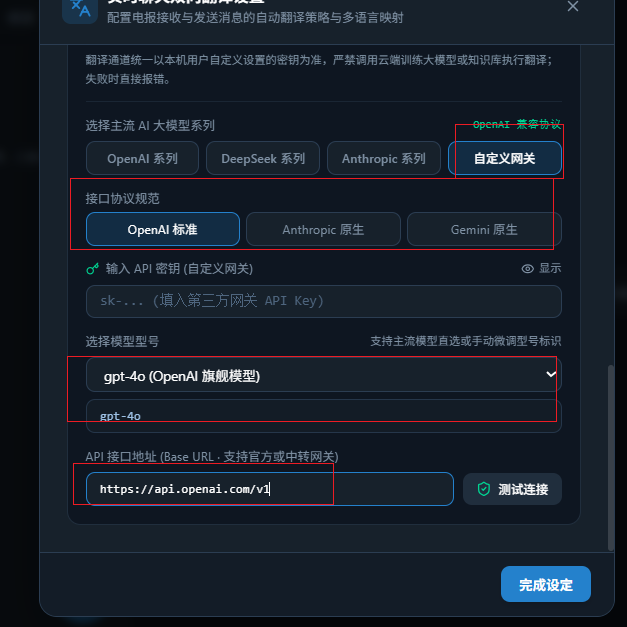 配置电报接收与发送消息的自动翻译策略与多语言映射
翻译通道统一以本机用户自定义设置的密钥为准，严禁调用云端训练大模型或知识库执行翻译；
失败时直接报错。
选择主流 AI 大模型系列
OpenAI 兼容协议
OpenAI 系列
DeepSeek 系列
Anthropic 系列
自定义网关
接口协议规范
OpenAI 标准
Anthropic 原生
Gemini 原生
输入 API 密钥 (自定义网关)
显示
sk-... (填入第三方网关 API Key)
选择模型型号
支持主流模型直选或手动微调型号标识
gpt-4o (OpenAI 旗舰模型)
gpt-4o
API 接口地址 (Base URL · 支持官方或中转网关)
https://api.openai.com/v1
测试连接
完成设定